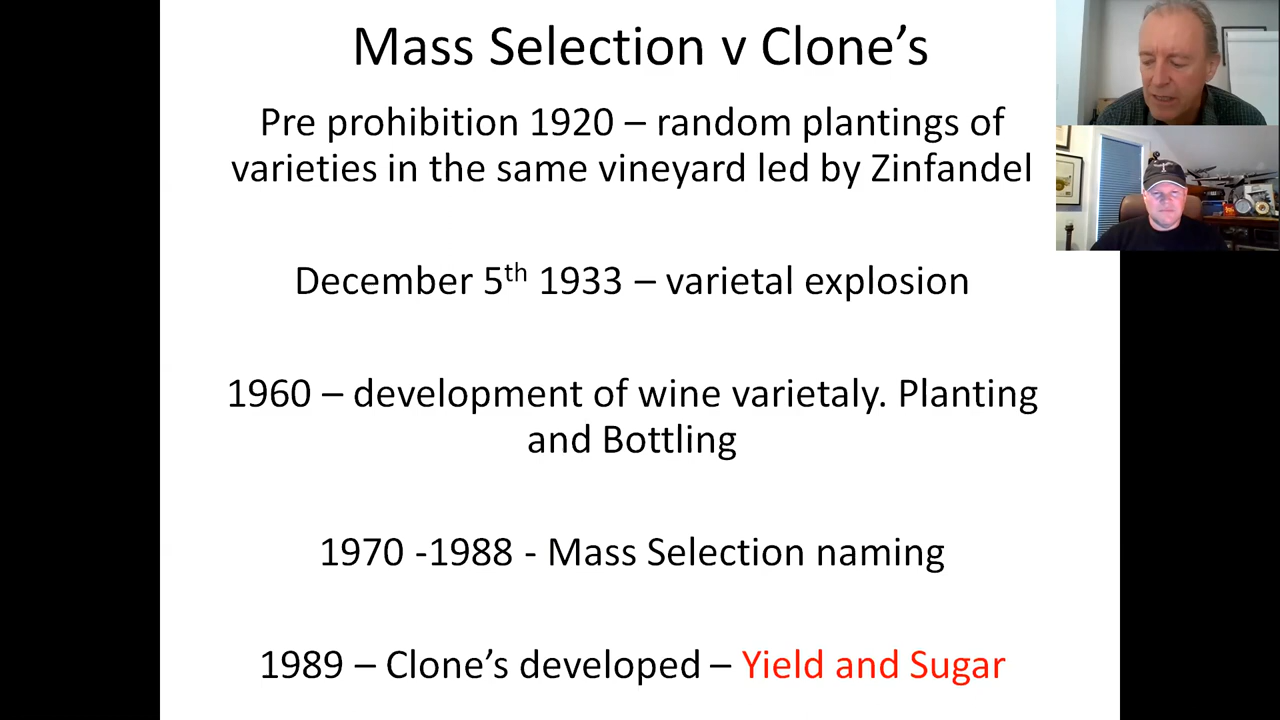 Mass Selection v Clone’s
Pre prohibition 1920 – random plantings of
varieties in the same vineyard led by Zinfandel
December 5th 1933 – varietal explosion
1960 – development of wine varietaly. Planting
and Bottling
1970 -1988 - Mass Selection naming
1989 – Clone’s developed – Yield and Sugar